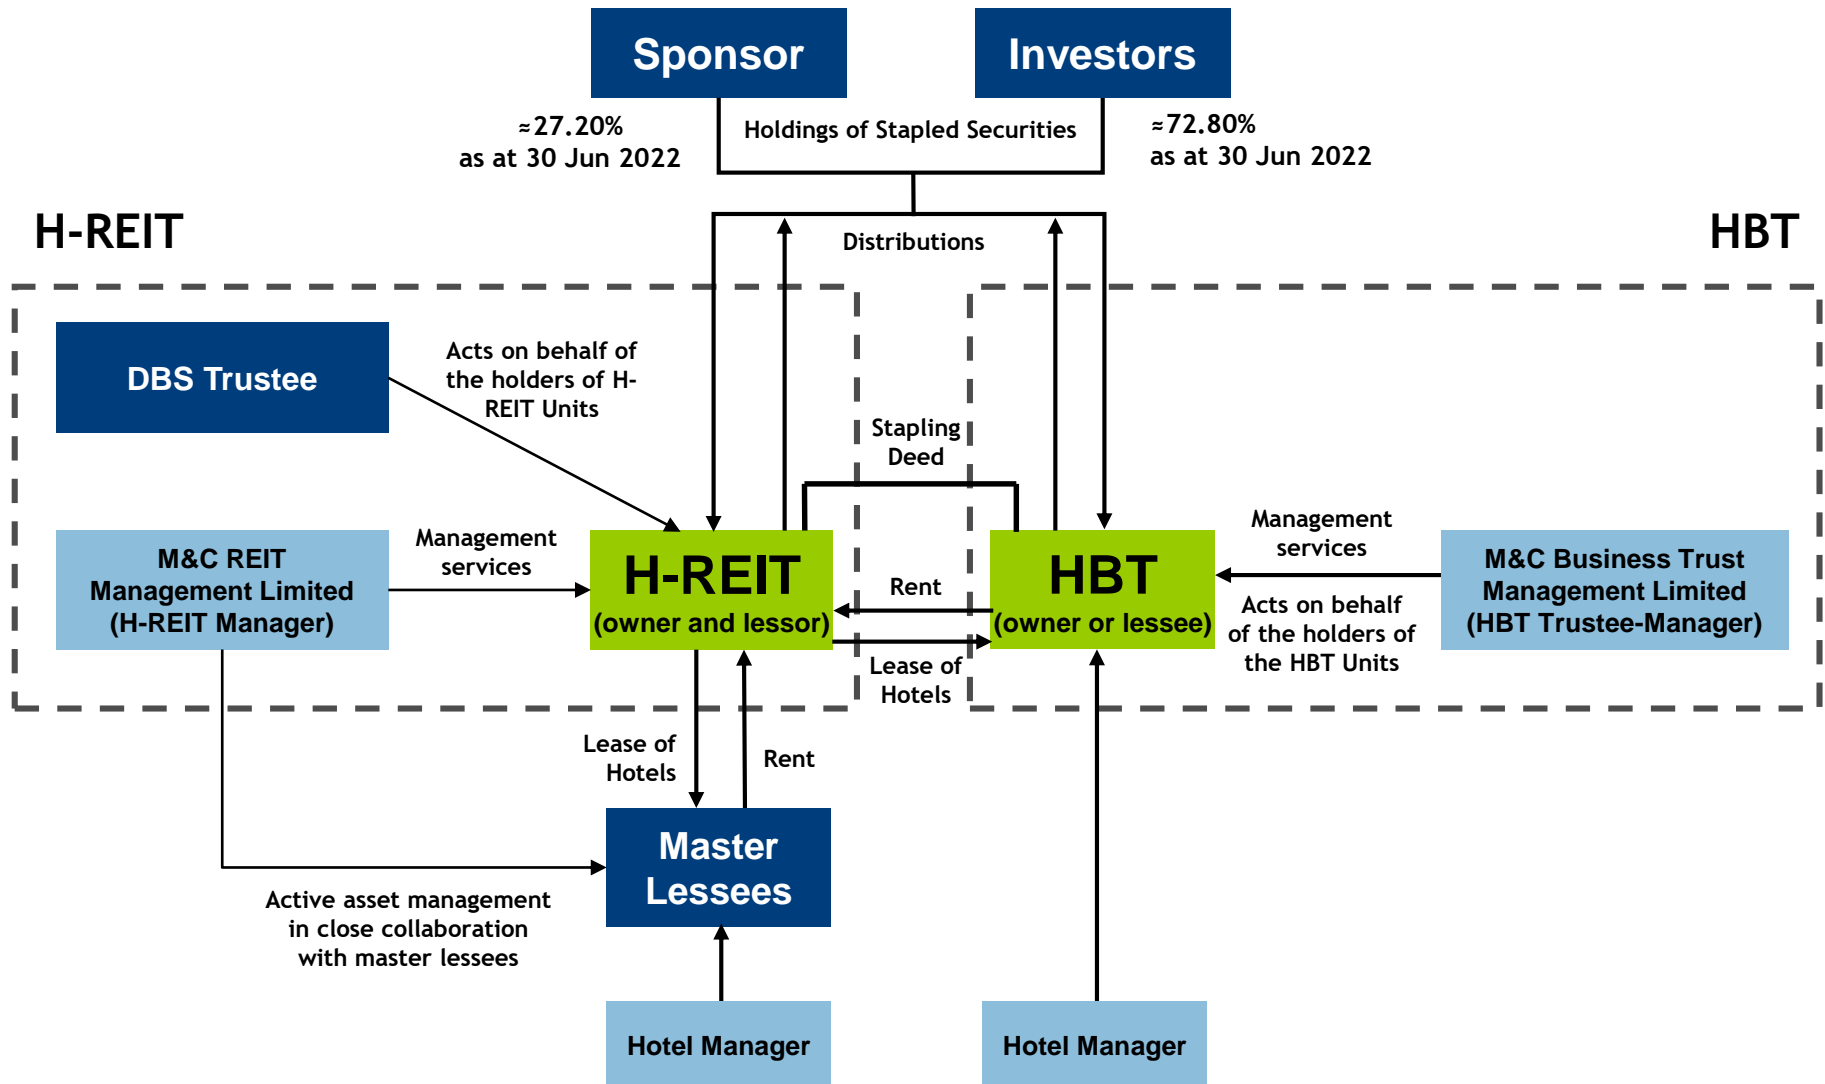 Sponsor
Investors
≈27.20%
as at 30 Jun 2022
Holdings of Stapled Securities
≈72.80%
as at 30 Jun 2022
H-REIT
HBT
Distributions
DBS Trustee
Acts on behalf of
the holders of H-
REIT Units
Stapling
Deed
M&C REIT
Management Limited
(H-REIT Manager)
Management
services
H-REIT
(owner and lessor)
Rent
Lease of
Hotels
HBT
(owner or lessee)
Management
services
Acts on behalf
of the holders of
the HBT Units
M&C Business Trust
Management Limited
(HBT Trustee-Manager)
Lease of
Hotels
Rent
Master
Lessees
Active asset management
in close collaboration
with master lessees
Hotel Manager
Hotel Manager